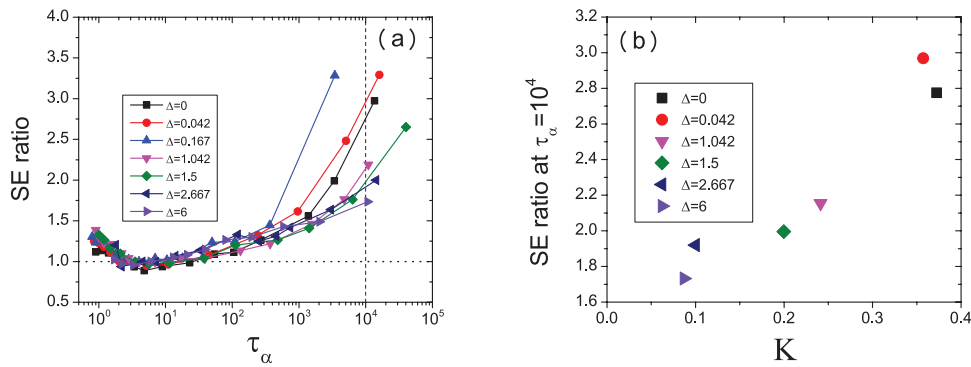 4.0
3.5
3.0
2.5
2.0
1.5
1.0
0.5
SE ratio
(a)
Δ=0
Δ=0.042
Δ=0.167
Δ=1.042
Δ=1.5
Δ=2.667
Δ=6
10⁰ 10¹ 10² 10³ 10⁴ 10⁵
τα
3.2
3.0
2.8
2.6
2.4
2.2
2.0
1.8
1.6
SE ratio at τα=10⁴
(b)
Δ=0
Δ=0.042
Δ=1.042
Δ=1.5
Δ=2.667
Δ=6
0.0 0.1 0.2 0.3 0.4
K